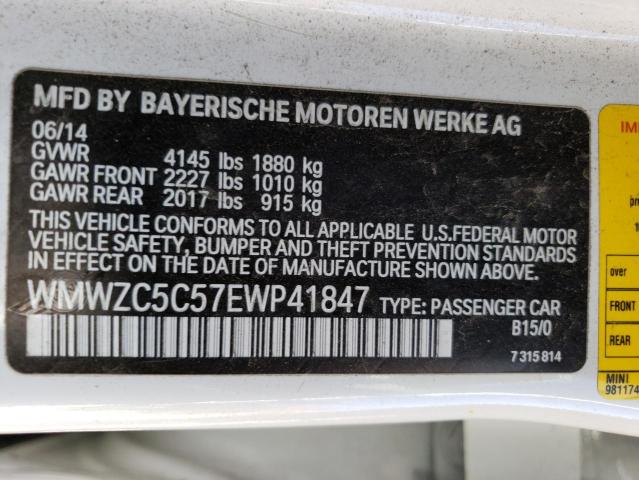 MFD BY BAYERISCHE MOTOREN WERKE AG
06/14
GVWR 4145 lbs 1880 kg
GAWR FRONT 2227 lbs 1010 kg
GAWR REAR 2017 lbs 915 kg
THIS VEHICLE CONFORMS TO ALL APPLICABLE U.S.FEDERAL MOTOR
VEHICLE SAFETY, BUMPER AND THEFT PREVENTION STANDARDS
IN EFFECT ON THE DATE OF MANUFACTURE SHOWN ABOVE.
WMWZC5C57EWP41847 TYPE: PASSENGER CAR
B15/0
7 315 814
over
FRONT
REAR
MINI
981174